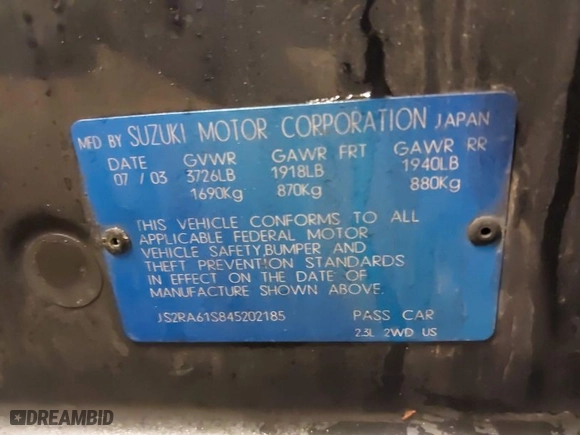 MFD BY SUZUKI MOTOR CORPORATION JAPAN
DATE GVWR GAWR FRT GAWR RR
07 / 03 3726LB 1918LB 1940LB
1690Kg 870Kg 880Kg
THIS VEHICLE CONFORMS TO ALL
APPLICABLE FEDERAL MOTOR
VEHICLE SAFETY,BUMPER AND
THEFT PREVENTION STANDARDS
IN EFFECT ON THE DATE OF
MANUFACTURE SHOWN ABOVE.
JS2RA61S845202185 PASS CAR
2.3L 2WD US
DREAMBID